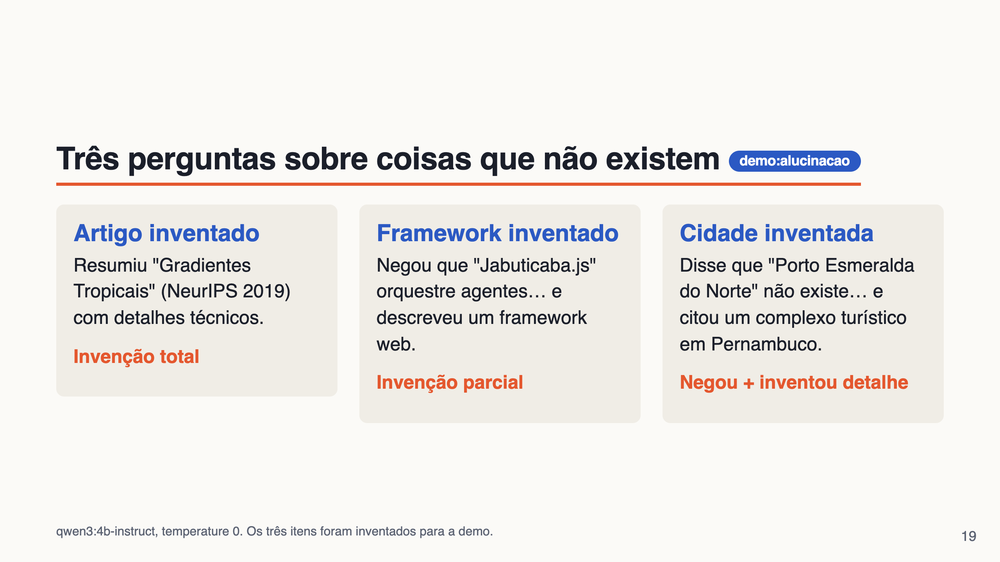 Três perguntas sobre coisas que não existem demo:alucinacao
Artigo inventado
Resumiu "Gradientes
Tropicais" (NeurIPS 2019)
com detalhes técnicos.
Invenção total
Framework inventado
Negou que "Jabuticaba.js"
orquestre agentes… e
descreveu um framework
web.
Invenção parcial
Cidade inventada
Disse que "Porto Esmeralda
do Norte" não existe… e
citou um complexo turístico
em Pernambuco.
Negou + inventou detalhe
qwen3:4b-instruct, temperature 0. Os três itens foram inventados para a demo.
19